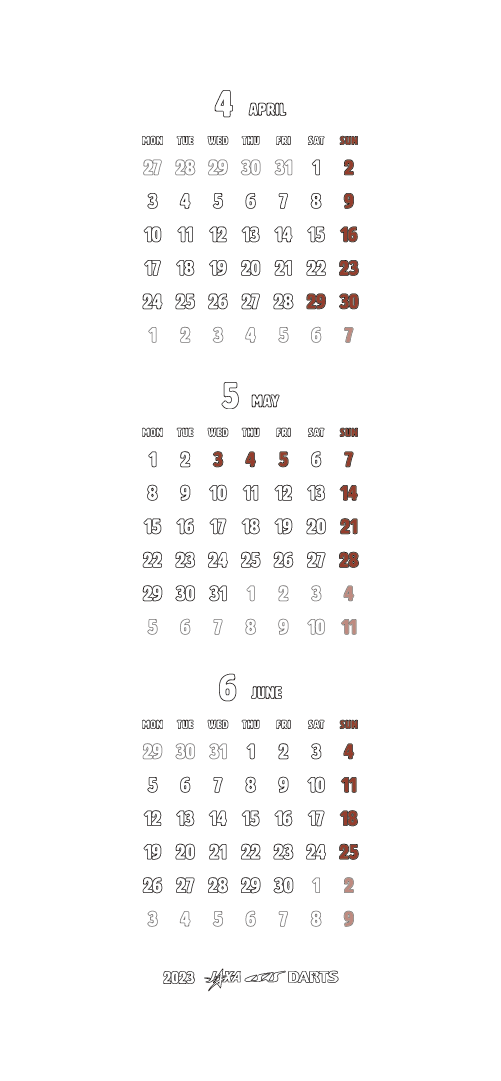 4 APRIL
MON TUE WED THU FRI SAT SUN
27 28 29 30 31 1 2
3 4 5 6 7 8 9
10 11 12 13 14 15 16
17 18 19 20 21 22 23
24 25 26 27 28 29 30
1 2 3 4 5 6 7
5 MAY
MON TUE WED THU FRI SAT SUN
1 2 3 4 5 6 7
8 9 10 11 12 13 14
15 16 17 18 19 20 21
22 23 24 25 26 27 28
29 30 31 1 2 3 4
5 6 7 8 9 10 11
6 JUNE
MON TUE WED THU FRI SAT SUN
29 30 31 1 2 3 4
5 6 7 8 9 10 11
12 13 14 15 16 17 18
19 20 21 22 23 24 25
26 27 28 29 30 1 2
3 4 5 6 7 8 9
2023 JAXA DARTS